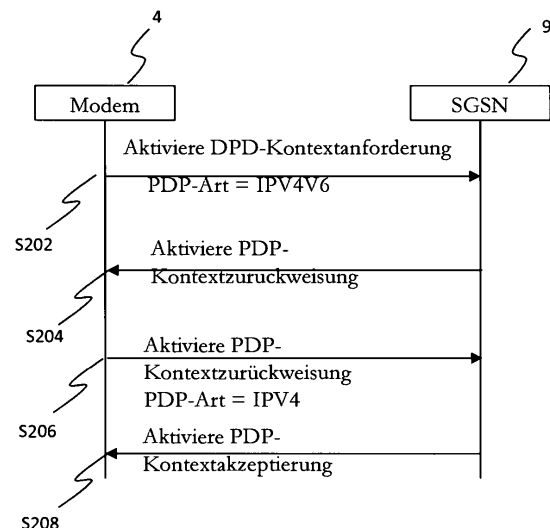 4
9
Modem
SGSN
Aktiviere DPD-Kontextanforderung
PDP-Art = IPV4V6
S202
Aktiviere PDP-
Kontextzuruckweisung
S204
Aktiviere PDP-
Kontextzurückweisung
PDP-Art = IPV4
S206
Aktiviere PDP-
Kontextakzeptierung
S208